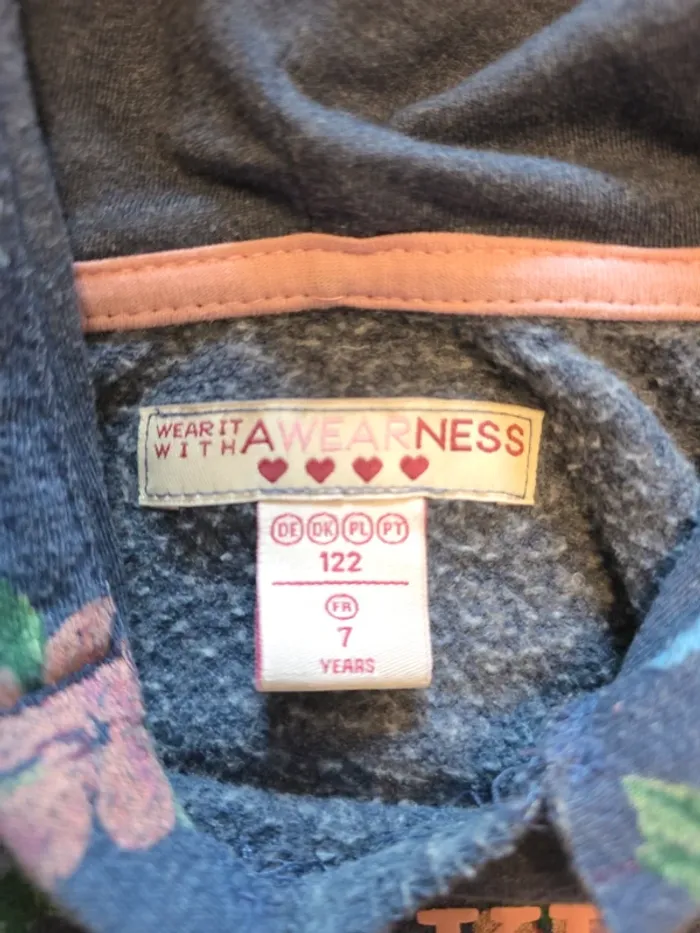 WEAR IT
WITH AWEARNESS
DE DK PL PT
122
FR
7
YEARS